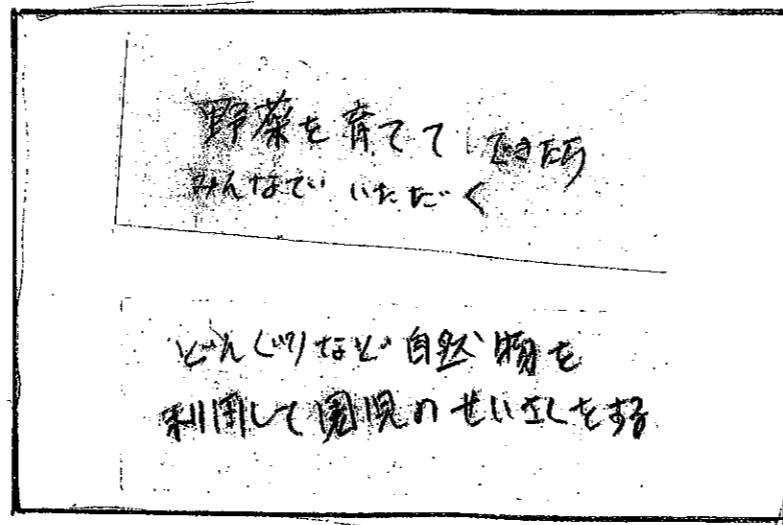 野菜を育てて できたら
みんなで いただく
どんぐりなど 自然物を
利用して園児のせいさくをする